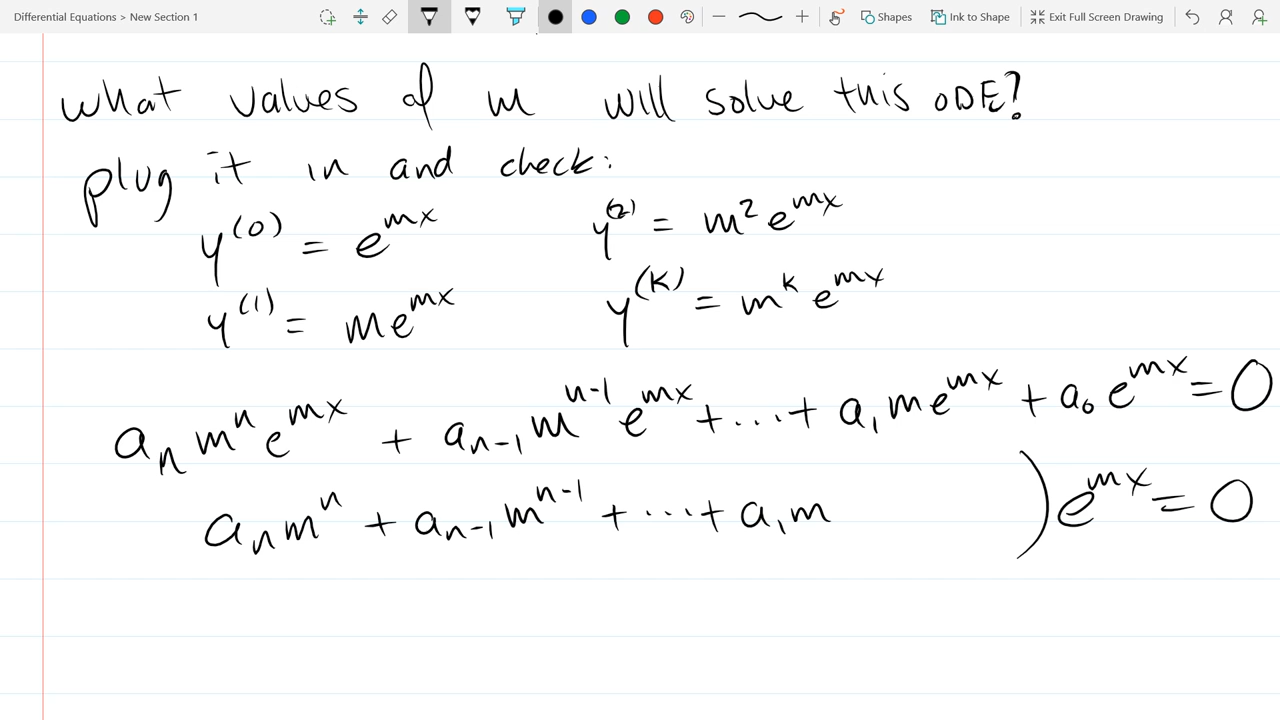 Differential Equations > New Section 1 Shapes Ink to Shape Exit Full Screen Drawing
what values of m will solve this ODE?
plug it in and check:
y^(0) = e^mx y^(2) = m^2 e^mx
y^(1) = me^mx y^(k) = m^k e^mx
a_n m^n e^mx + a_n-1 m^n-1 e^mx + ... + a_1 me^mx + a_0 e^mx = 0
a_n m^n + a_n-1 m^n-1 + ... + a_1 m ) e^mx = 0